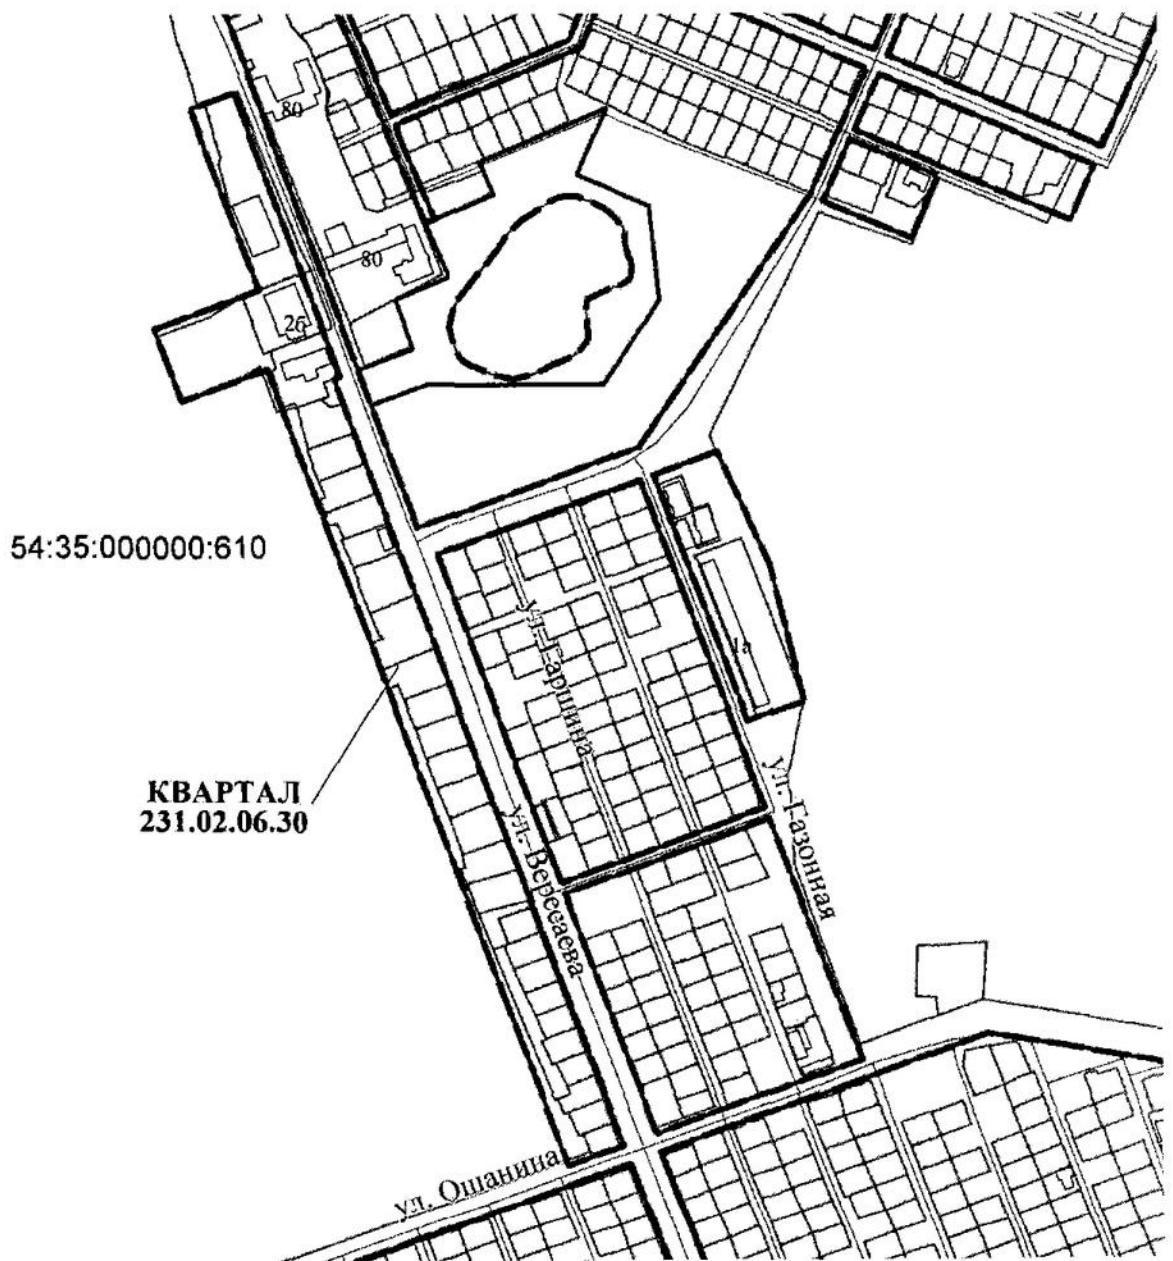 80
80
26
54:35:000000:610
ул. Гаршина
1а
КВАРТАЛ
231.02.06.30
ул. Вересаева
ул. Газонная
ул. Ошанина